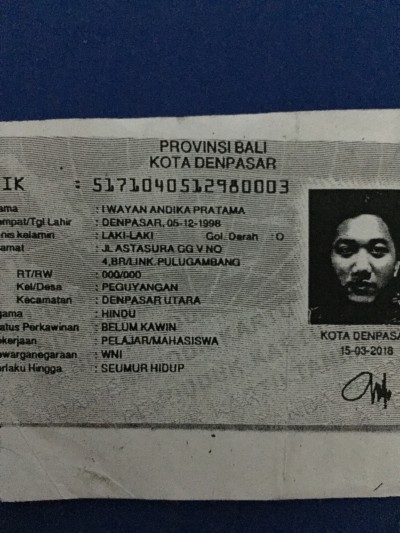 PROVINSI BALI
KOTA DENPASAR
IK : 5171040512980003
ama : I WAYAN ANDIKA PRATAMA
empat/Tgl Lahir : DENPASAR, 05-12-1998
enis kelamin : LAKI-LAKI Gol. Darah : O
amat : JL ASTASURA GG V NO
4,BR/LINK.PULUGAMBANG
RT/RW : 000/000
Kel/Desa : PEGUYANGAN
Kecamatan : DENPASAR UTARA
gama : HINDU
tatus Perkawinan : BELUM KAWIN
ekerjaan : PELAJAR/MAHASISWA
ewarganegaraan : WNI
erlaku Hingga : SEUMUR HIDUP
KOTA DENPASA
15-03-2018